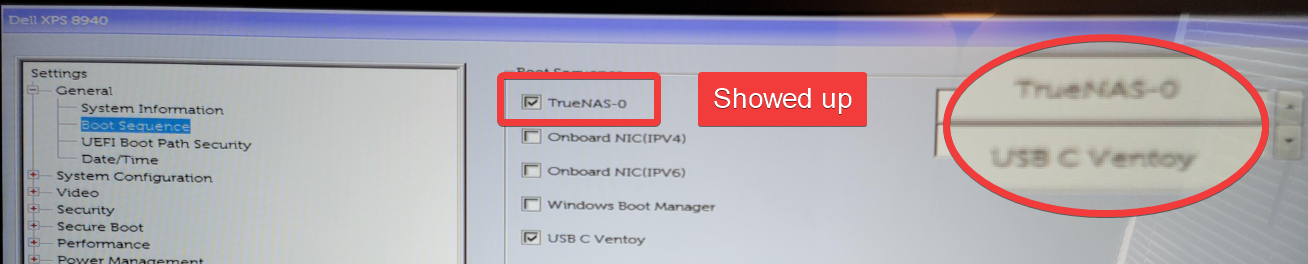 Dell XPS 8940
Settings
General
System Information
Boot Sequence
UEFI Boot Path Security
Date/Time
System Configuration
Video
Security
Secure Boot
Performance
Power Management
Boot Sequence
TrueNAS-0
Onboard NIC(IPV4)
Onboard NIC(IPV6)
Windows Boot Manager
USB C Ventoy
Showed up
TrueNAS-0
USB C Ventoy